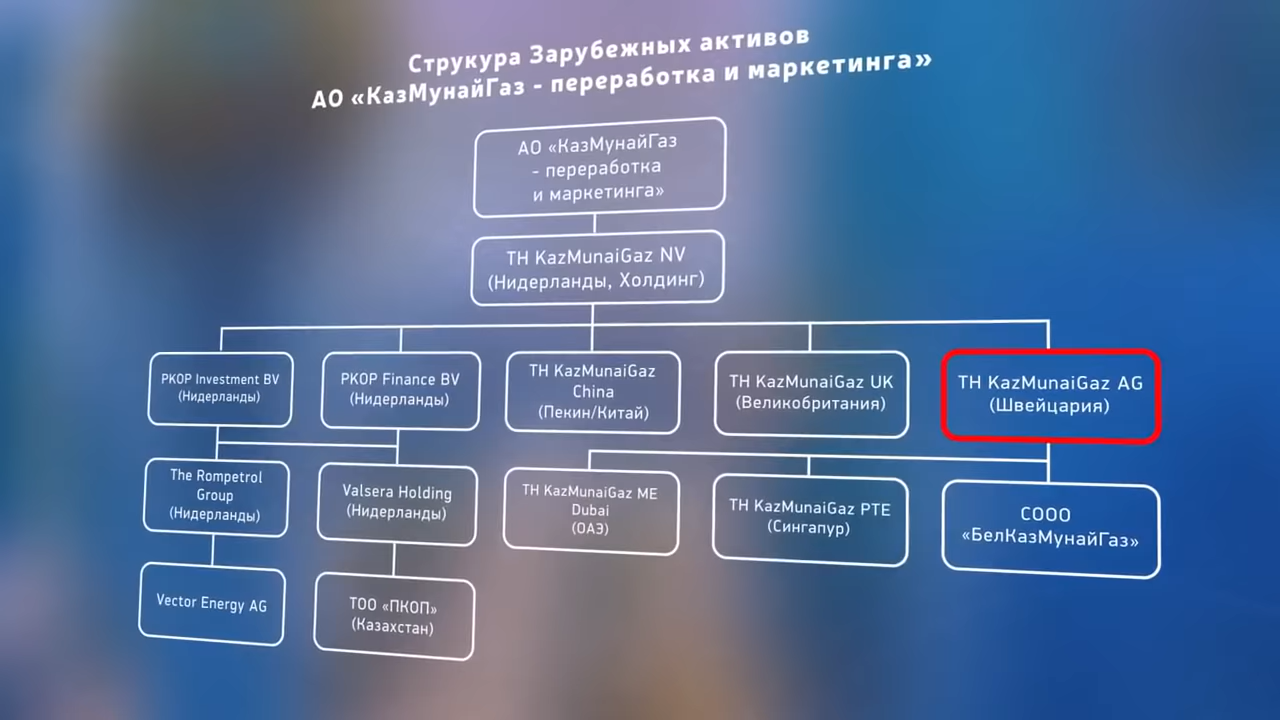 Струкура Зарубежных активов
АО «КазМунайГаз - переработка и маркетинга»
АО «КазМунайГаз
- переработка
и маркетинга»
TH KazMunaiGaz NV
(Нидерланды, Холдинг)
PKOP Investment BV
(Нидерланды)
PKOP Finance BV
(Нидерланды)
TH KazMunaiGaz
China
(Пекин/Китай)
TH KazMunaiGaz UK
(Великобритания)
TH KazMunaiGaz AG
(Швейцария)
The Rompetrol
Group
(Нидерланды)
Valsera Holding
(Нидерланды)
TH KazMunaiGaz ME
Dubai
(ОАЭ)
TH KazMunaiGaz PTE
(Сингапур)
СООО
«БелКазМунайГаз»
Vector Energy AG
ТОО «ПКОП»
(Казахстан)